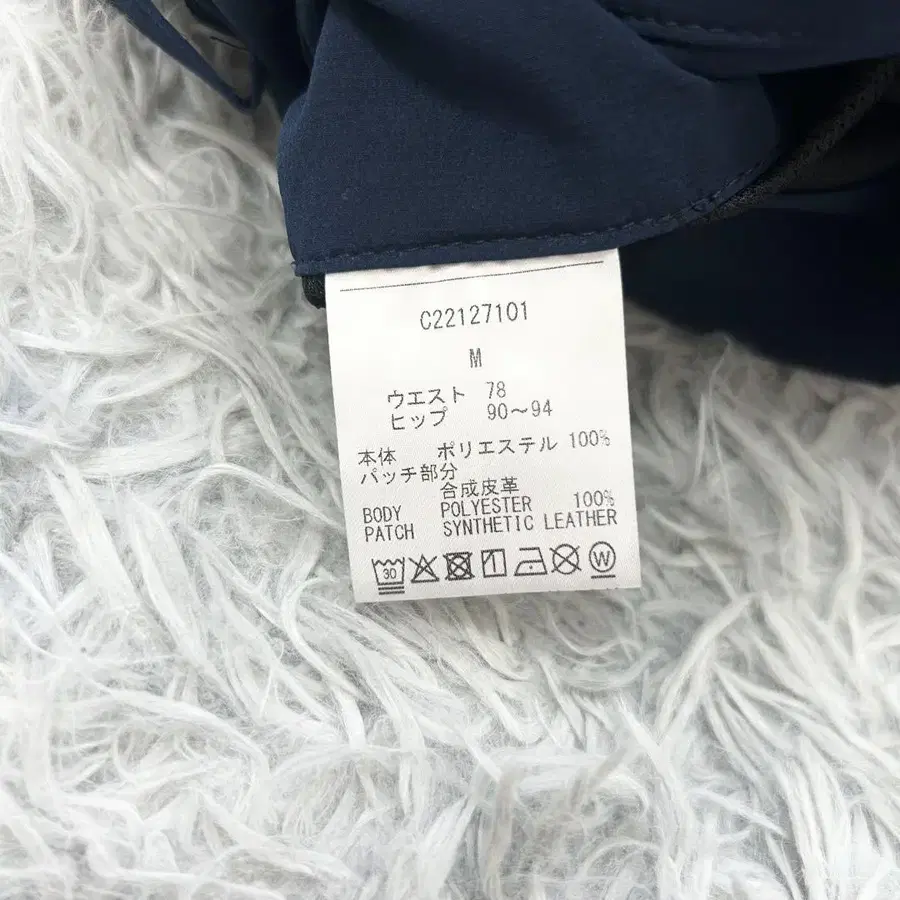 C22127101
M
ウエスト 78
ヒップ 90～94
本体 ポリエステル 100%
パッチ部分
合成皮革
BODY POLYESTER 100%
PATCH SYNTHETIC LEATHER
30 W